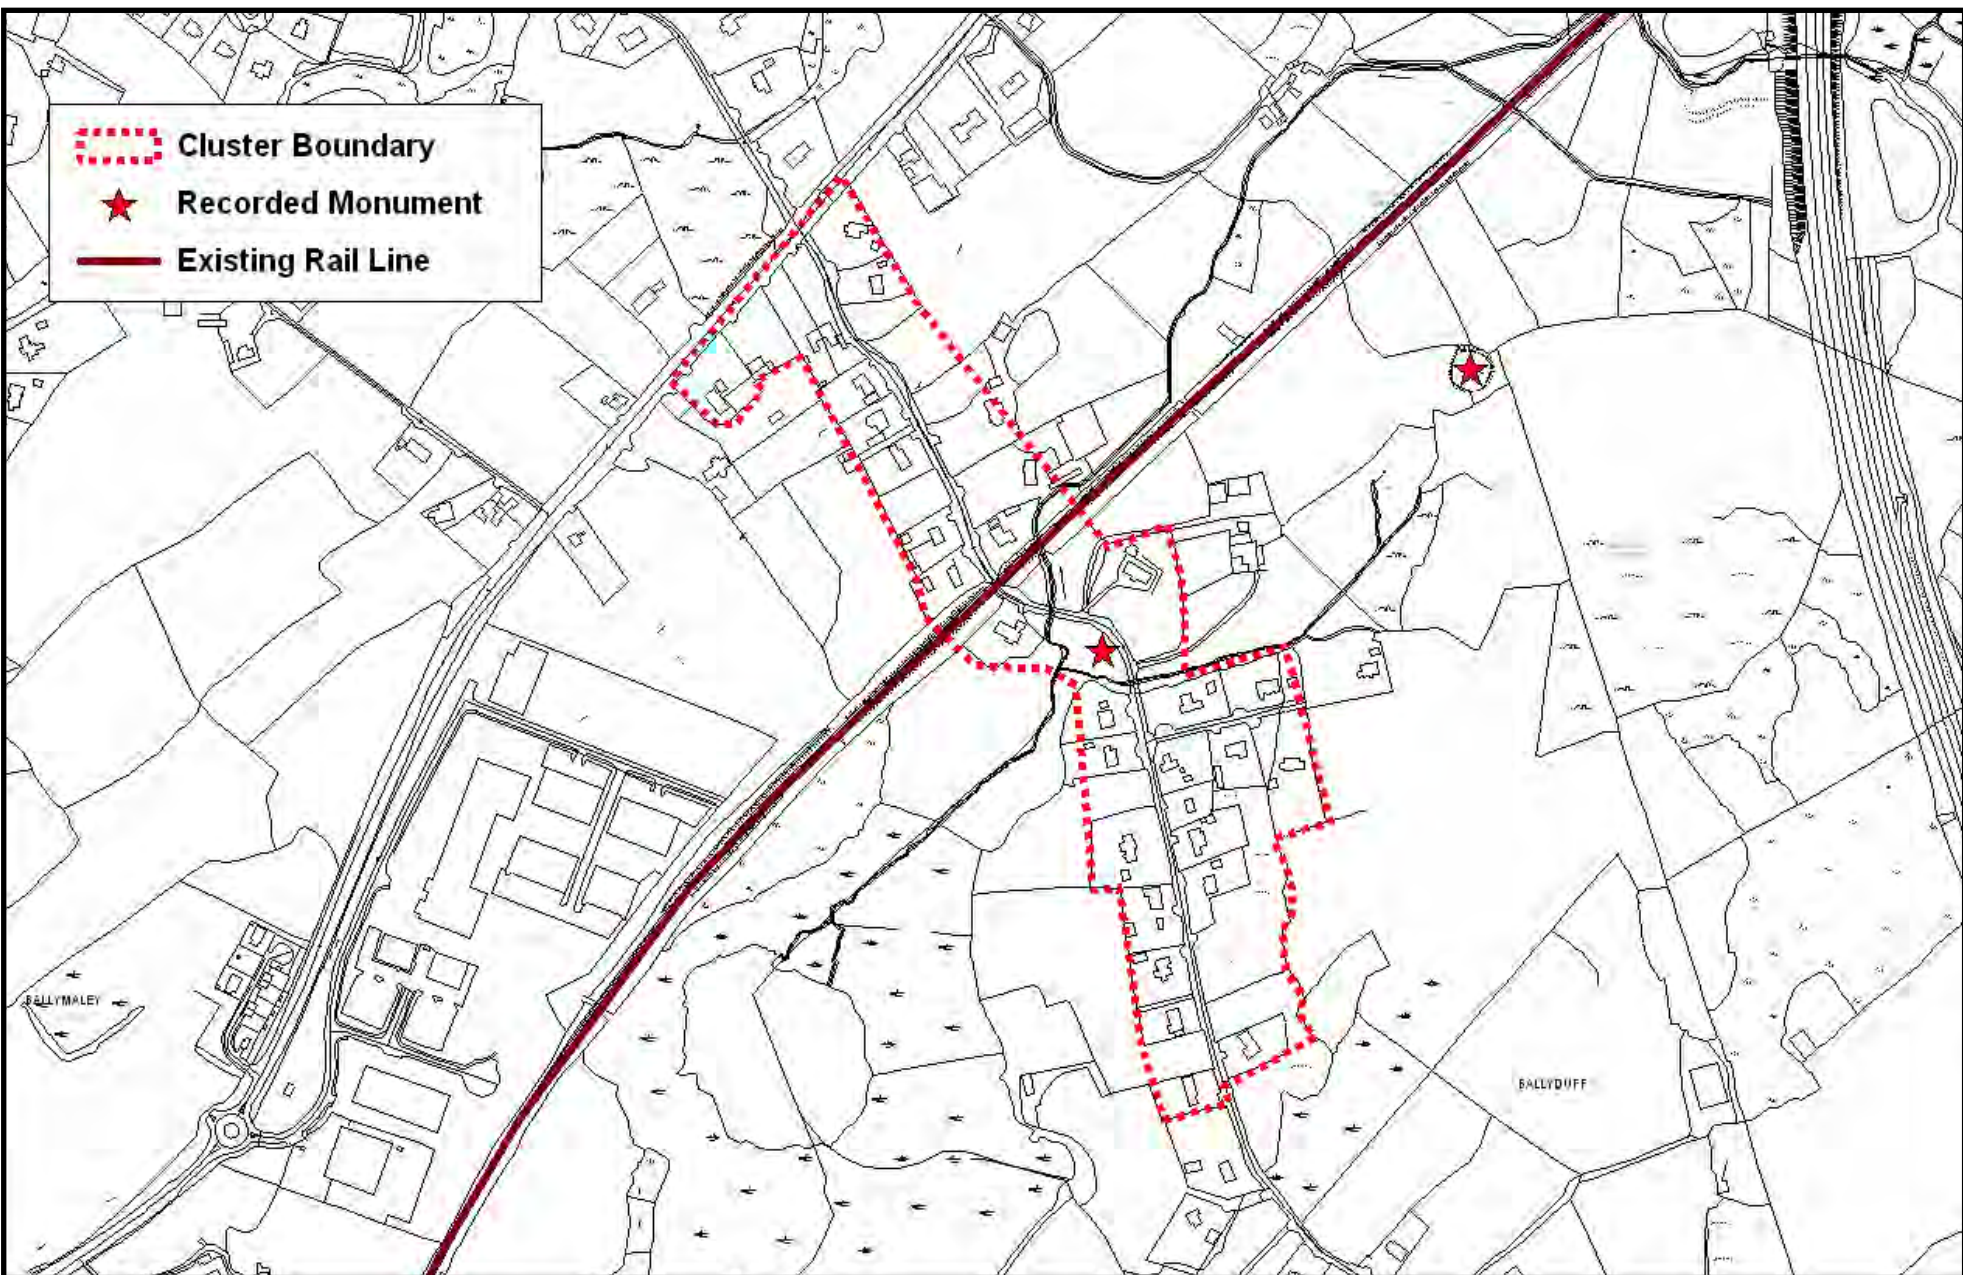 Cluster Boundary
Recorded Monument
Existing Rail Line
BALLYMALEY
BALLYDUFF